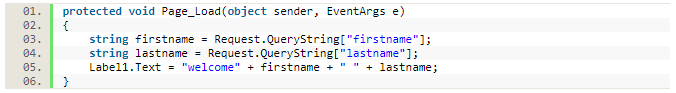 01. protected void Page_Load(object sender, EventArgs e)
02. {
03.     string firstname = Request.QueryString["firstname"];
04.     string lastname = Request.QueryString["lastname"];
05.     Label1.Text = "welcome" + firstname + " " + lastname;
06. }